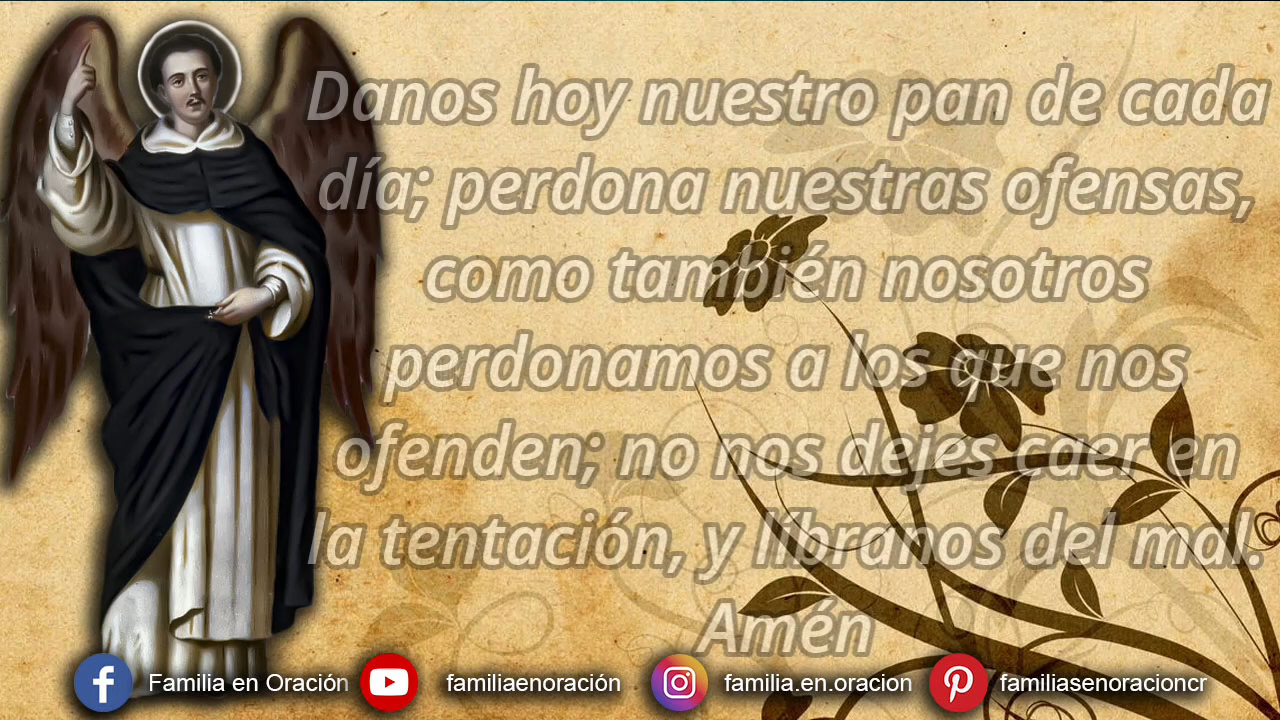 Danos hoy nuestro pan de cada
día; perdona nuestras ofensas,
como también nosotros
perdonamos a los que nos
ofenden; no nos dejes caer en
la tentación, y líbranos del mal.
Amén
Familia en Oración familiaenoración familia.en.oracion familiasenoracioncr